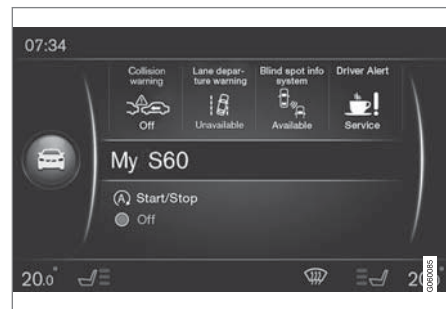 07:34
Collision
warning
Off
Lane depar-
ture warning
Unavailable
Blind spot info
system
Available
Driver Alert
Service
My S60
A Start/Stop
Off
20.0°
G060085